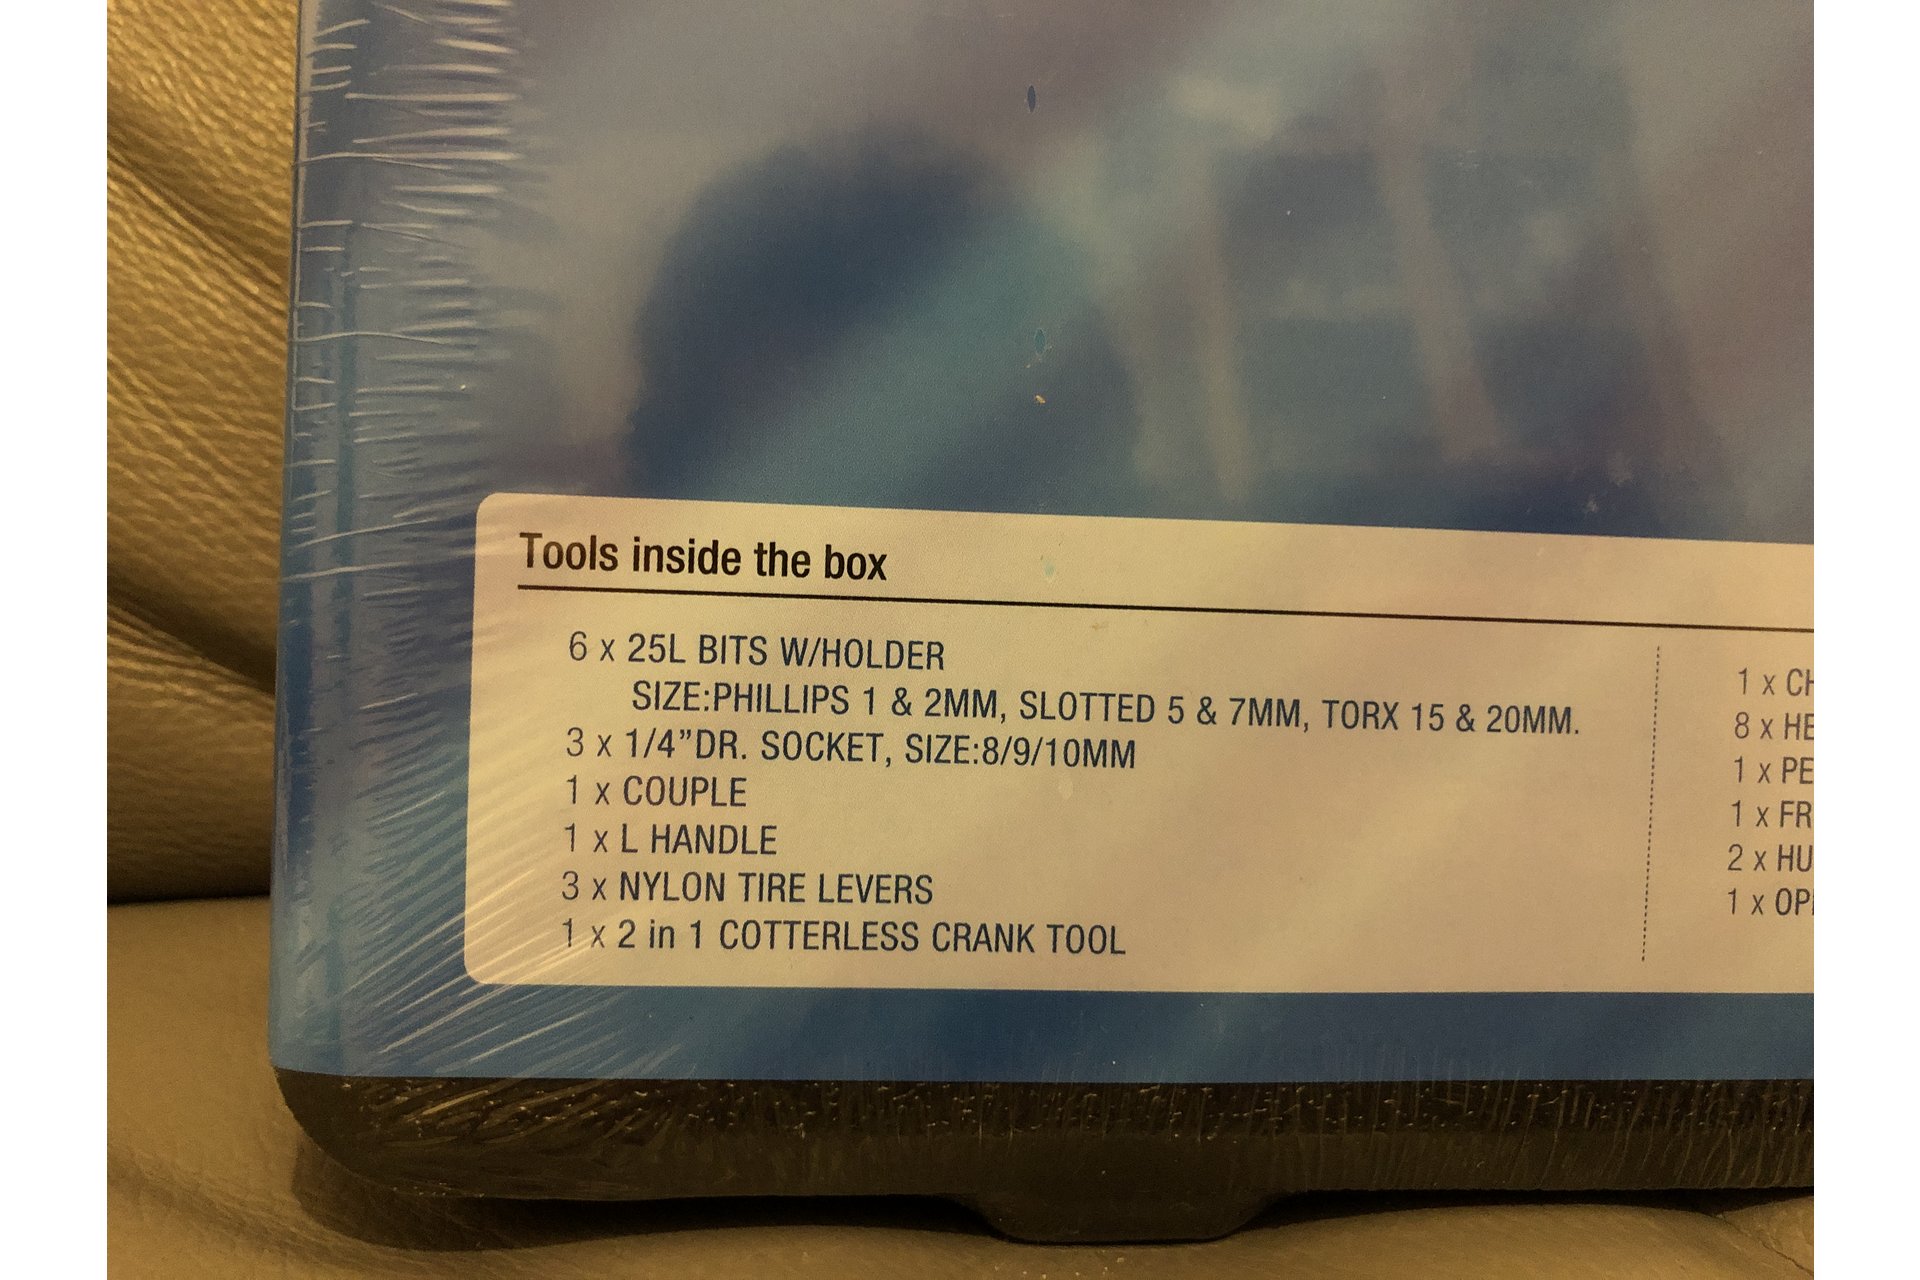 Tools inside the box
6 x 25L BITS W/HOLDER
SIZE:PHILLIPS 1 & 2MM, SLOTTED 5 & 7MM, TORX 15 & 20MM.
3 x 1/4”DR. SOCKET, SIZE:8/9/10MM
1 x COUPLE
1 x L HANDLE
3 x NYLON TIRE LEVERS
1 x 2 in 1 COTTERLESS CRANK TOOL
1 x
8 x
1 x
1 x
2 x
1 x